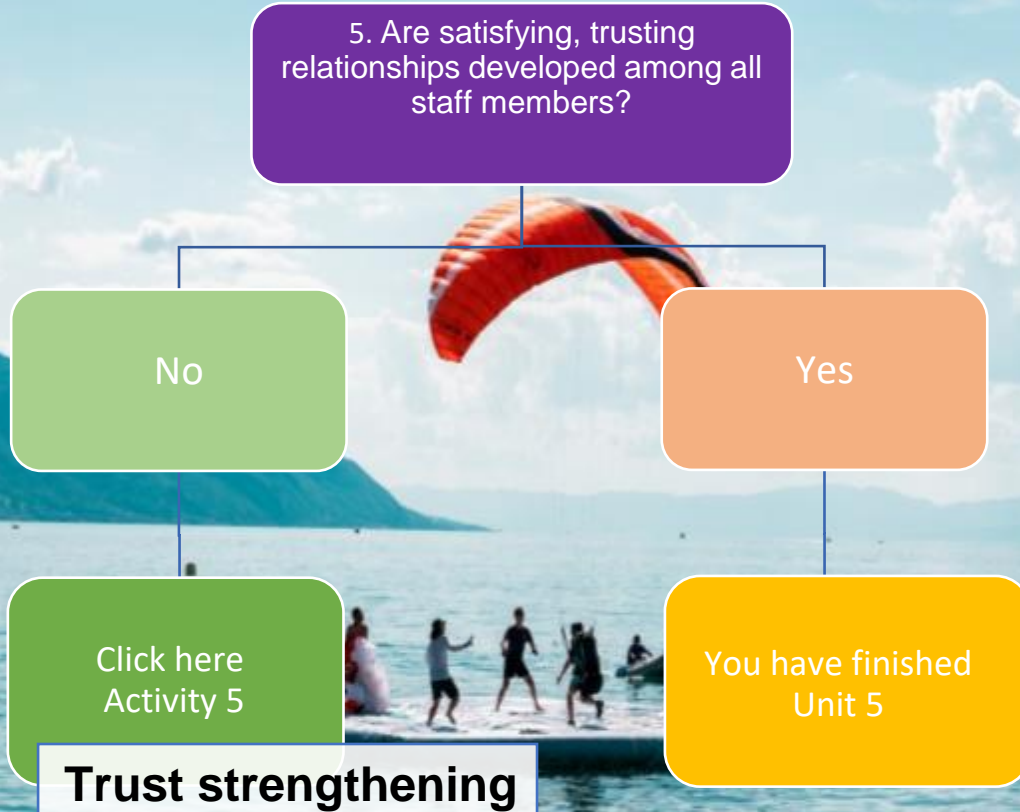 5. Are satisfying, trusting
relationships developed among all
staff members?
No
Yes
Click here
Activity 5
You have finished
Unit 5
Trust strengthening